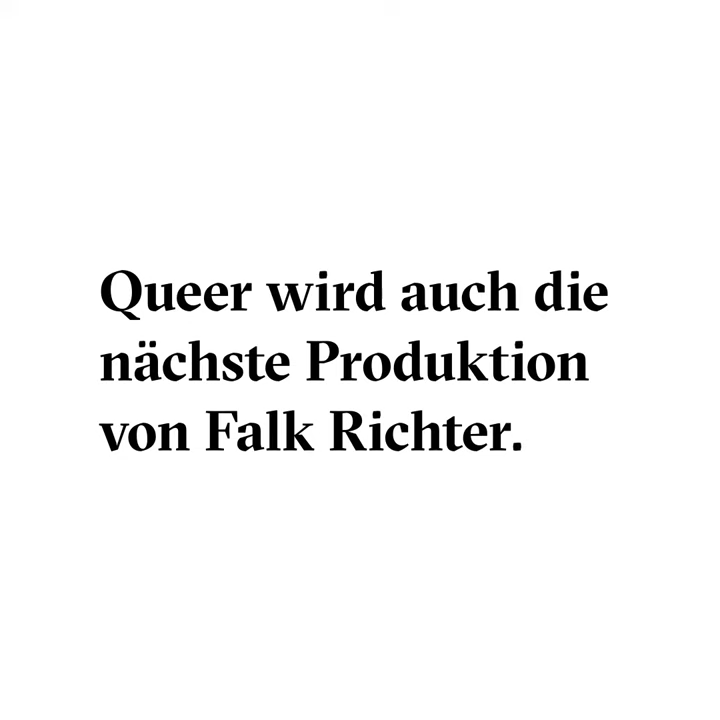 Queer wird auch die
nächste Produktion
von Falk Richter.